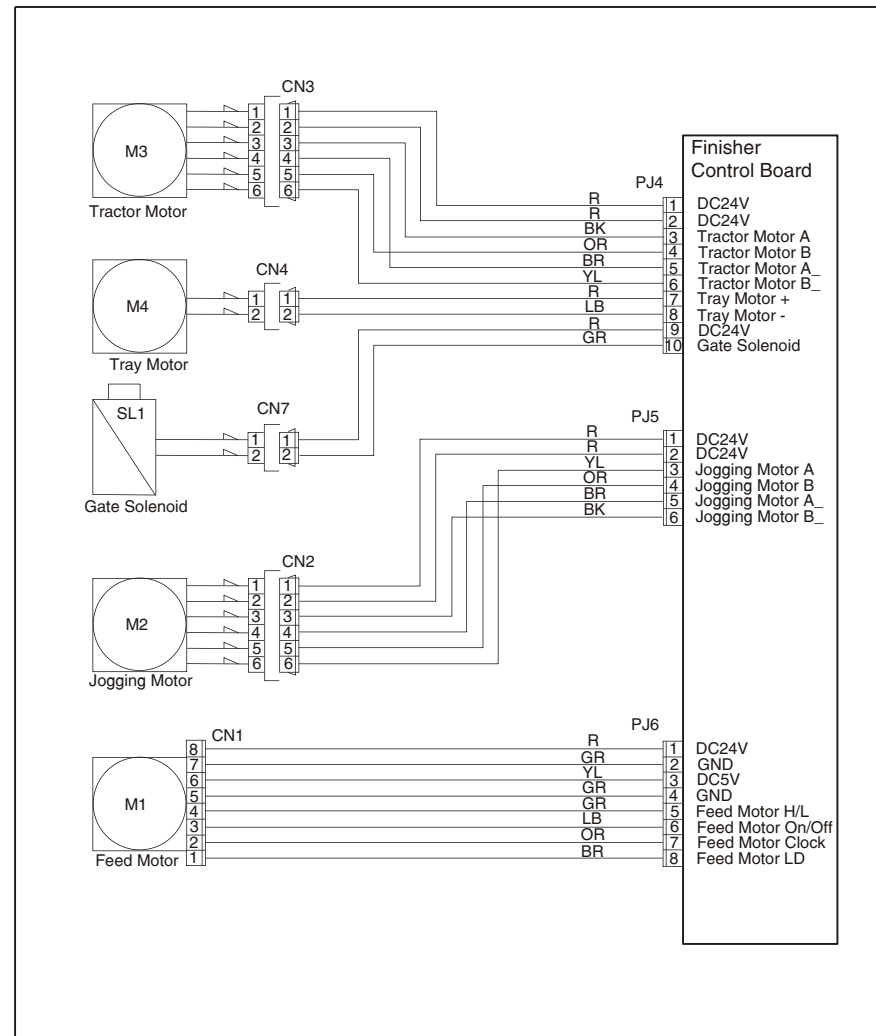 CN3
1 1
2 2
3 3
4 4
5 5
6 6
M3
Tractor Motor
CN4
1 1
2 2
M4
Tray Motor
CN7
1 1
2 2
SL1
Gate Solenoid
CN2
1 1
2 2
3 3
4 4
5 5
6 6
M2
Jogging Motor
CN1
8
7
6
5
4
3
2
1
M1
Feed Motor
Finisher
Control Board
PJ4
R 1 DC24V
R 2 DC24V
BK 3 Tractor Motor A
OR 4 Tractor Motor B
BR 5 Tractor Motor A_
YL 6 Tractor Motor B_
R 7 Tray Motor +
LB 8 Tray Motor -
R 9 DC24V
GR 10 Gate Solenoid
PJ5
R 1 DC24V
R 2 DC24V
YL 3 Jogging Motor A
OR 4 Jogging Motor B
BR 5 Jogging Motor A_
BK 6 Jogging Motor B_
PJ6
R 1 DC24V
GR 2 GND
YL 3 DC5V
GR 4 GND
GR 5 Feed Motor H/L
LB 6 Feed Motor On/Off
OR 7 Feed Motor Clock
BR 8 Feed Motor LD